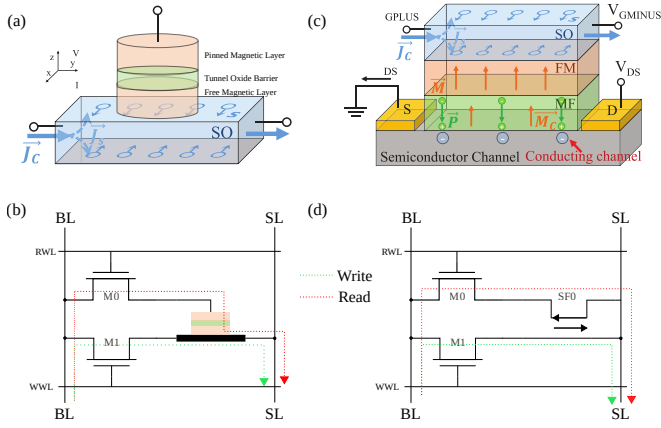 (a)
z
V
y
x
I
Pinned Magnetic Layer
Tunnel Oxide Barrier
Free Magnetic Layer
SO
J_C
(c)
GPLUS
V_GMINUS
SO
J_C
FM
V_DS
M
DS
MF
S
D
P
M_C
Semiconductor Channel
Conducting channel
(b)
BL
SL
RWL
M0
M1
WWL
BL
SL
Write
Read
(d)
BL
SL
RWL
M0
SF0
M1
WWL
BL
SL